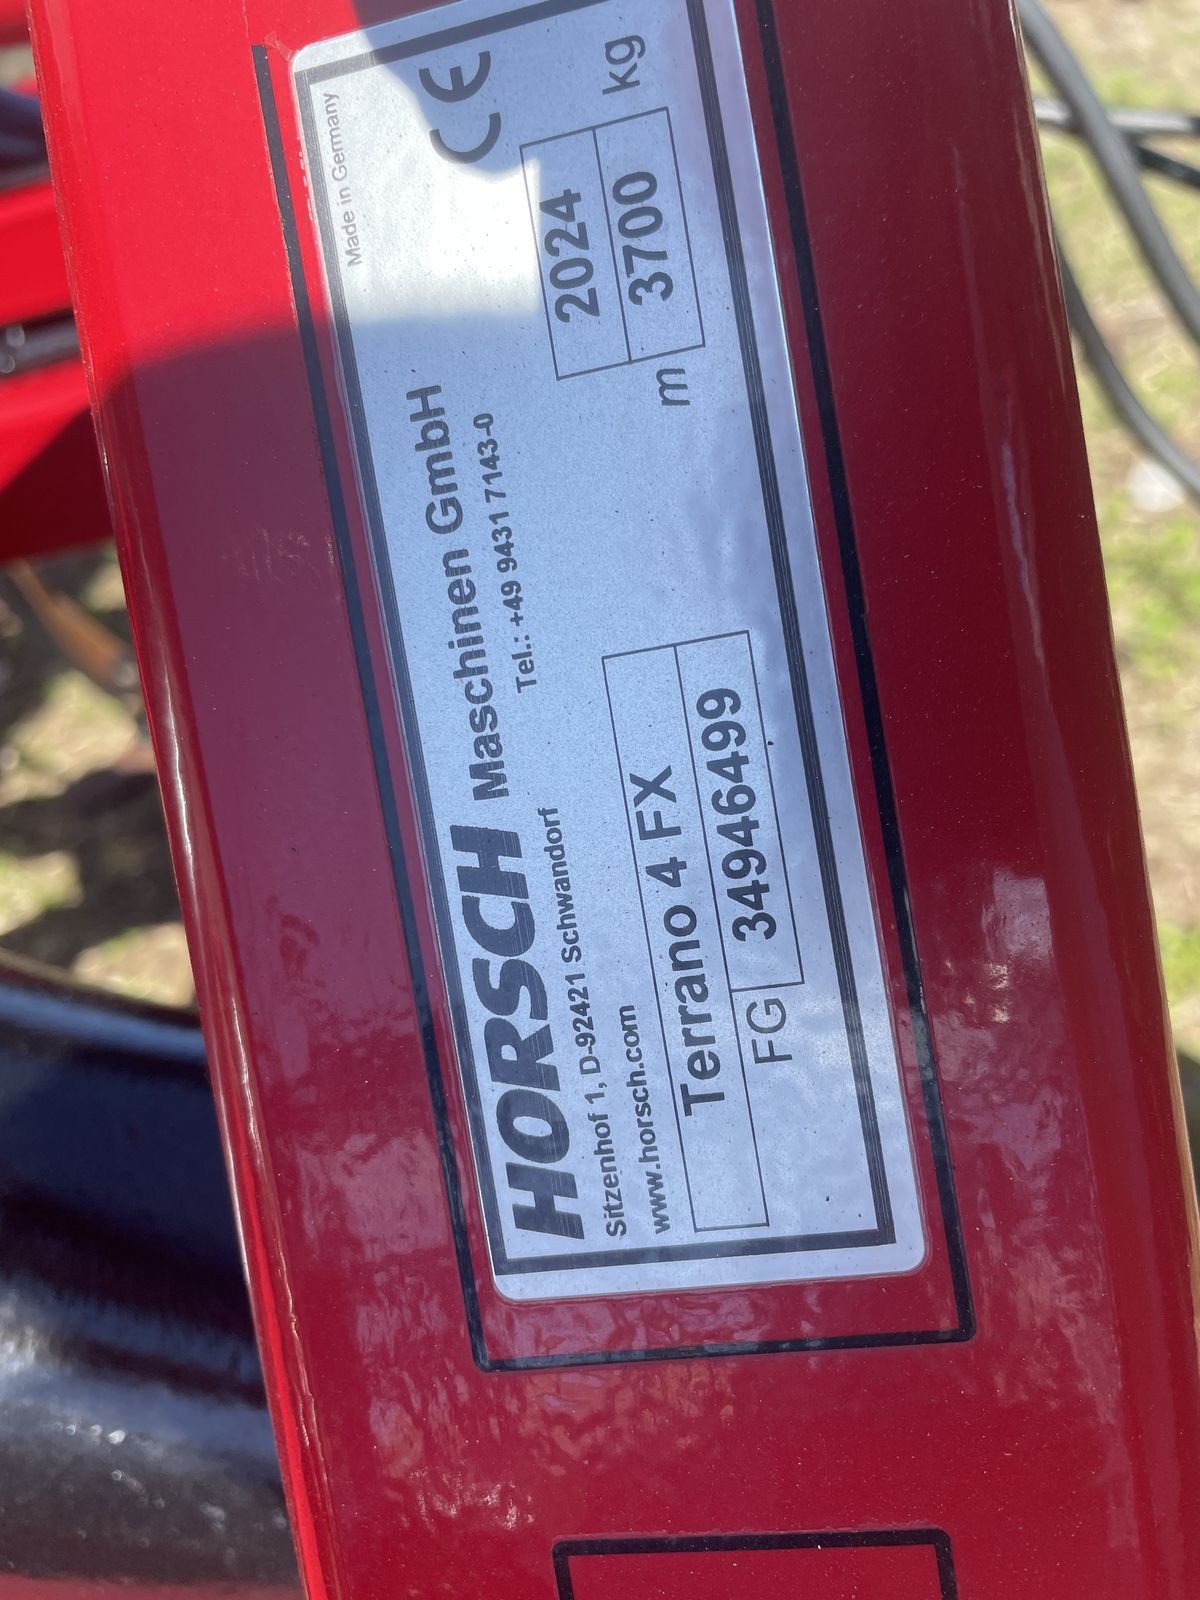 Made in Germany
HORSCH Maschinen GmbH
CE
Sitzenhof 1, D-92421 Schwandorf Tel.: +49 9431 7143-0
www.horsch.com
Terrano 4 FX 2024
FG 34946499 m 3700 kg